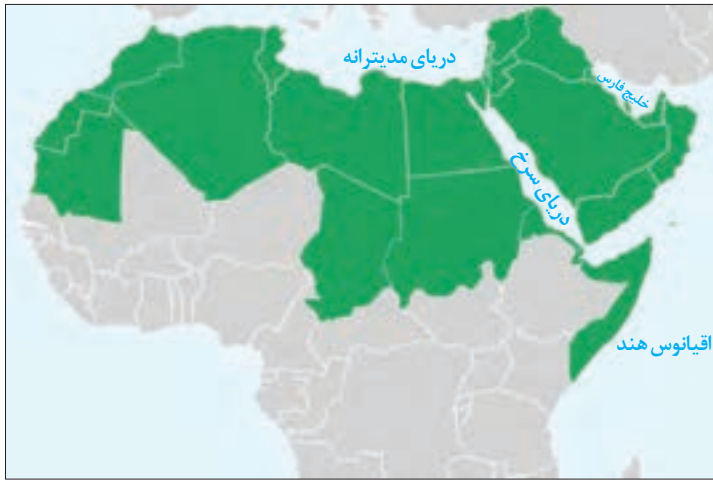 دریای مدیترانه
خلیج فارس
دریای سرخ
اقیانوس هند